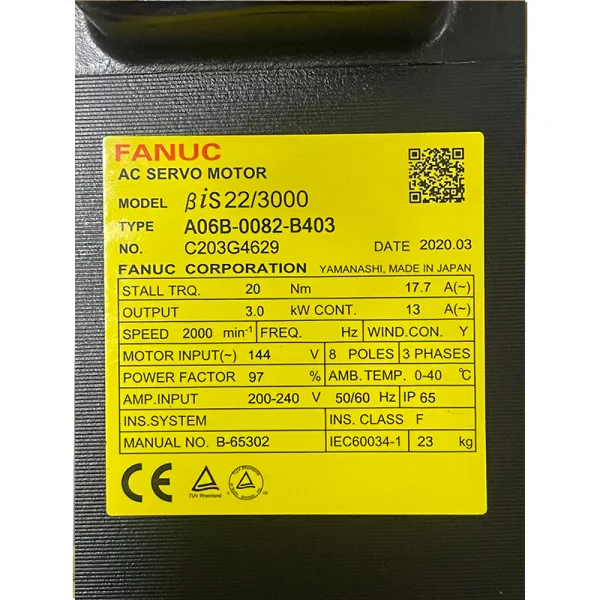 FANUC
AC SERVO MOTOR
MODEL βiS22/3000
TYPE A06B-0082-B403
NO. C203G4629 DATE 2020.03
FANUC CORPORATION YAMANASHI, MADE IN JAPAN
STALL TRQ. 20 Nm 17.7 A(~)
OUTPUT 3.0 kW CONT. 13 A(~)
SPEED 2000 min-1 FREQ. Hz WIND.CON. Y
MOTOR INPUT(~) 144 V 8 POLES 3 PHASES
POWER FACTOR 97 % AMB.TEMP. 0-40 ℃
AMP.INPUT 200-240 V 50/60 Hz IP 65
INS.SYSTEM INS. CLASS F
MANUAL NO. B-65302 IEC60034-1 23 kg
CE TUV Rheinland TUV Rheinland